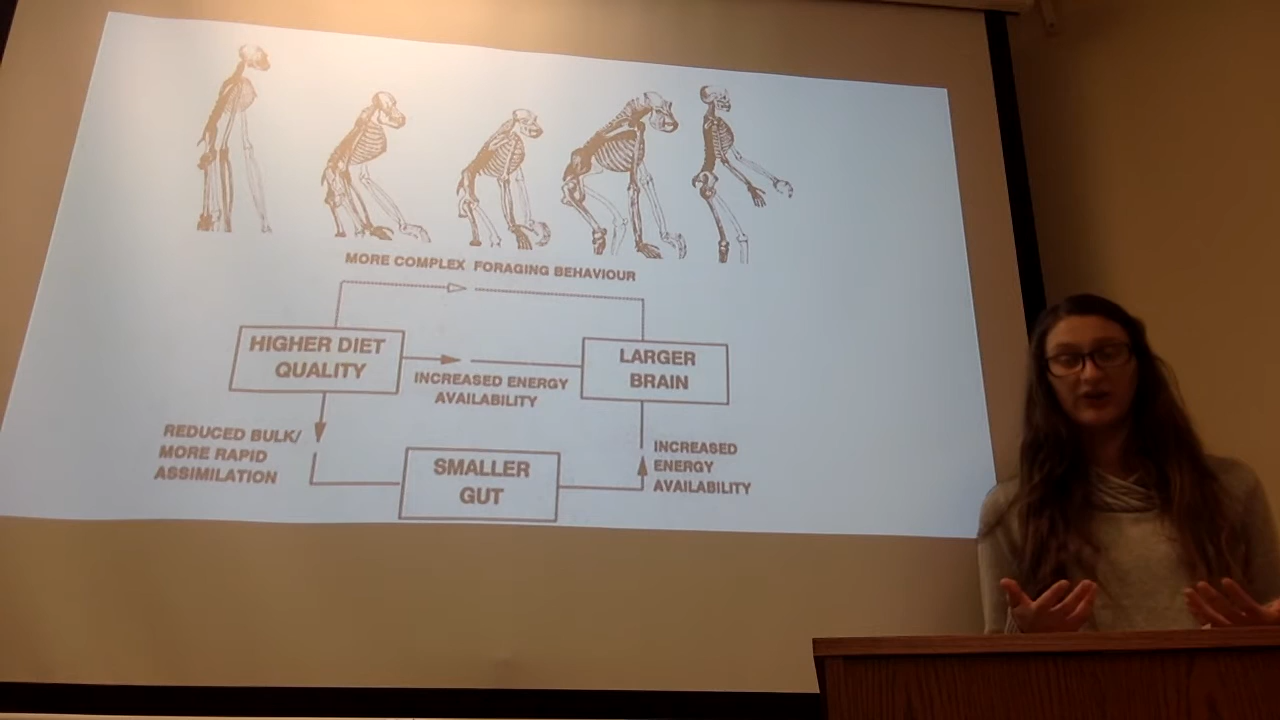 MORE COMPLEX FORAGING BEHAVIOUR
HIGHER DIET
QUALITY
LARGER
BRAIN
INCREASED ENERGY
AVAILABILITY
REDUCED BULK/
MORE RAPID
ASSIMILATION
SMALLER
GUT
INCREASED
ENERGY
AVAILABILITY